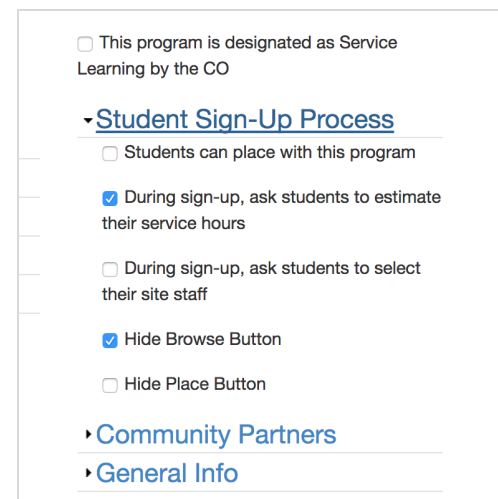 This program is designated as Service
Learning by the CO
Student Sign-Up Process
Students can place with this program
During sign-up, ask students to estimate
their service hours
During sign-up, ask students to select
their site staff
Hide Browse Button
Hide Place Button
Community Partners
General Info